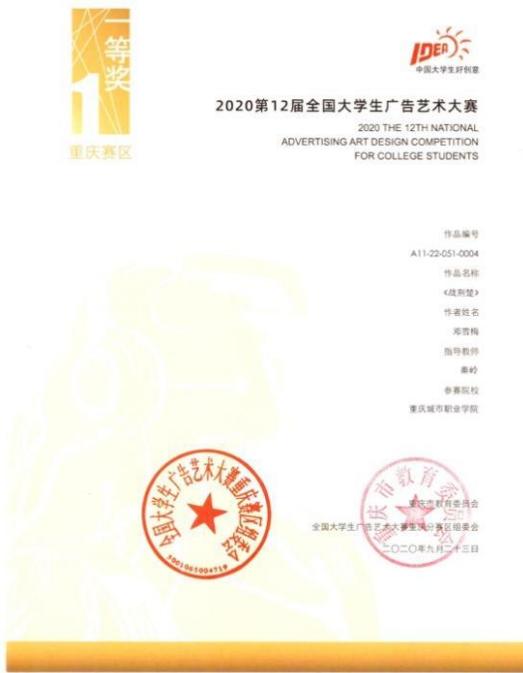 一等奖
1
重庆赛区
IDEA
中国大学生好创意
2020第12届全国大学生广告艺术大赛
2020 THE 12TH NATIONAL
ADVERTISING ART DESIGN COMPETITION
FOR COLLEGE STUDENTS
作品编号
A11-22-051-0004
作品名称
《战荆楚》
作者姓名
邓雪梅
指导教师
秦岭
参赛院校
重庆城市职业学院
重庆市教育委员会
全国大学生广告艺术大赛重庆分赛区组委会
二〇二〇年九月二十三日
全国大学生广告艺术大赛重庆赛区组委会
5001065004719
重庆市教育委员会